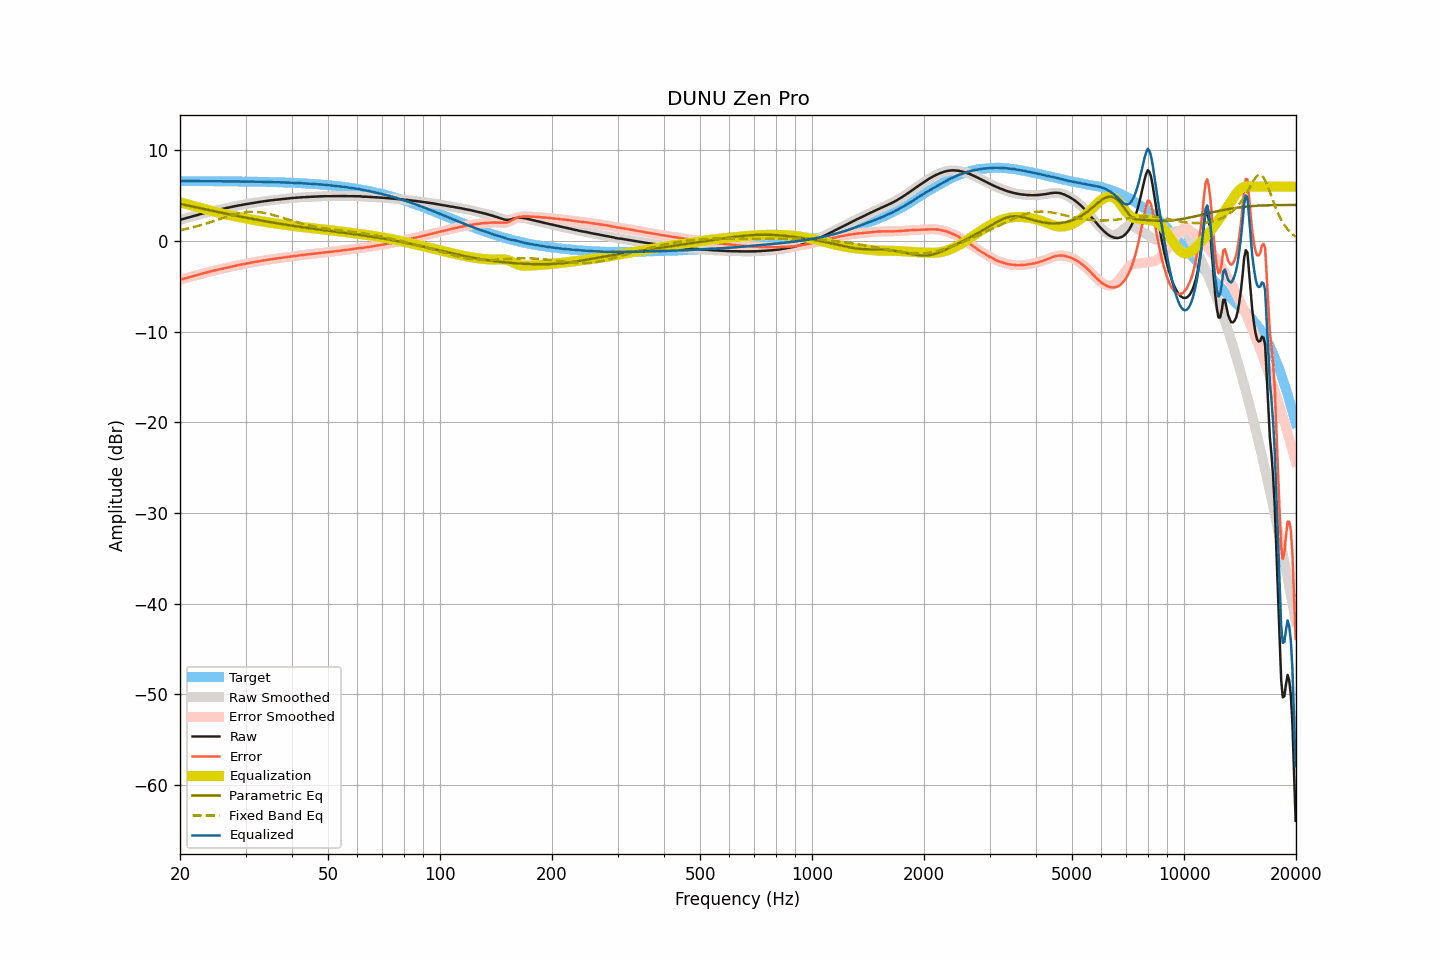 DUNU Zen Pro
10
0
−10
−20
−30
−40
−50
−60
Amplitude (dBr)
Target
Raw Smoothed
Error Smoothed
Raw
Error
Equalization
Parametric Eq
Fixed Band Eq
Equalized
20 50 100 200 500 1000 2000 5000 10000 20000
Frequency (Hz)